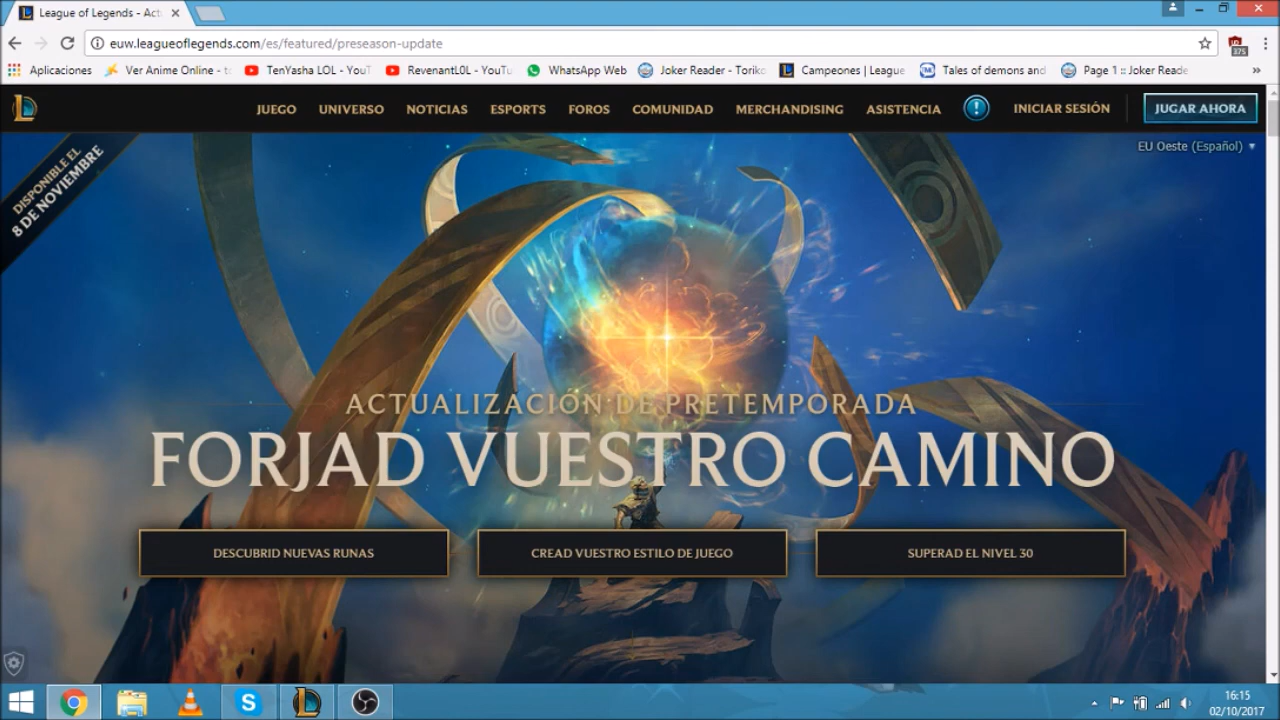 League of Legends - Act
euw.leagueoflegends.com/es/featured/preseason-update
375
Aplicaciones
Ver Anime Online - to
TenYasha LOL - YouT
RevenantL0L - YouTu
WhatsApp Web
Joker Reader - Toriko
Campeones | League
Tales of demons and
Page 1 :: Joker Reade
»
JUEGO
UNIVERSO
NOTICIAS
ESPORTS
FOROS
COMUNIDAD
MERCHANDISING
ASISTENCIA
INICIAR SESIÓN
JUGAR AHORA
EU Oeste (Español)
DISPONIBLE EL
8 DE NOVIEMBRE
ACTUALIZACIÓN DE PRETEMPORADA
FORJAD VUESTRO CAMINO
DESCUBRID NUEVAS RUNAS
CREAD VUESTRO ESTILO DE JUEGO
SUPERAD EL NIVEL 30
16:15
02/10/2017